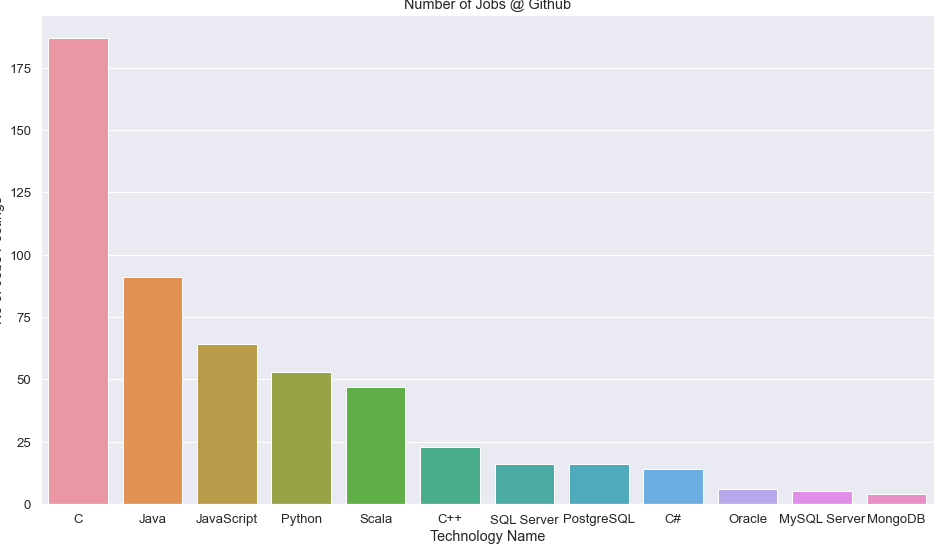 Number of Jobs @ Github
175
150
125
100
75
50
25
0
C Java JavaScript Python Scala C++ SQL Server PostgreSQL C# Oracle MySQL Server MongoDB
Technology Name